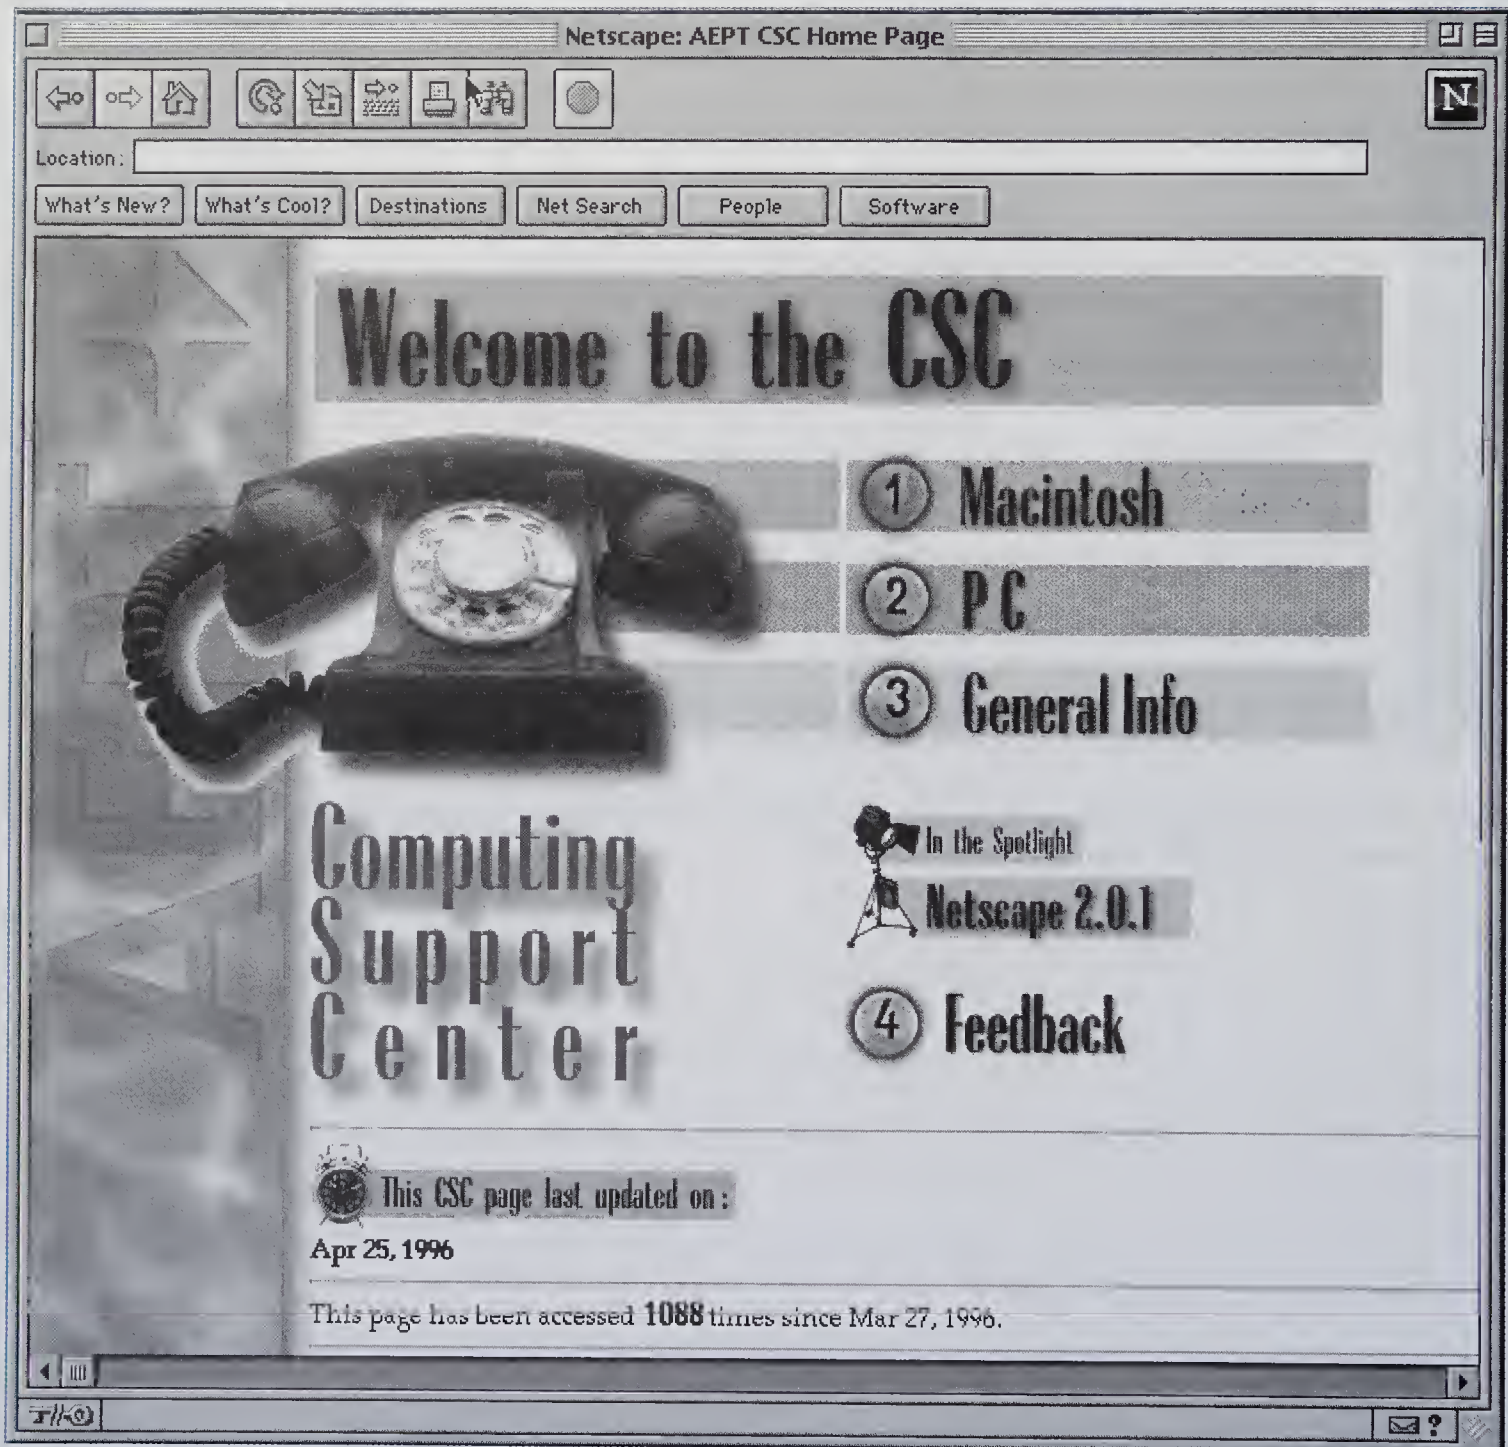 Netscape: AEPT CSC Home Page
N
Location:
What's New? What's Cool? Destinations Net Search People Software
Welcome to the CSC
1 Macintosh
2 PC
3 General Info
Computing
Support
Center
In the Spotlight
Netscape 2.0.1
4 Feedback
This CSC page last updated on:
Apr 25, 1996
This page has been accessed 1088 times since Mar 27, 1996.
?